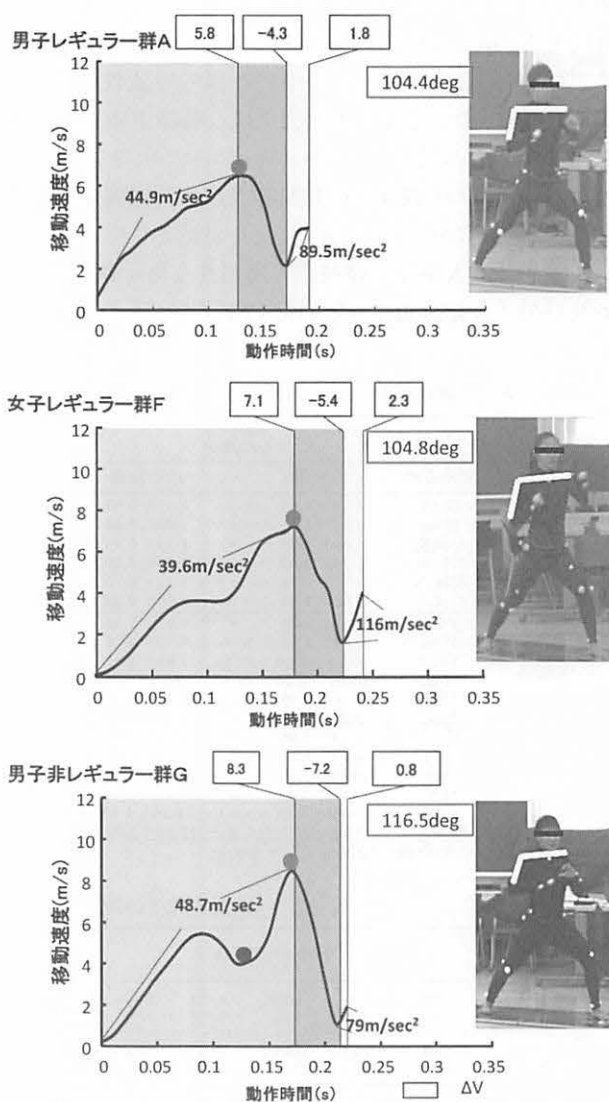 男子レギュラー群A
5.8 -4.3 1.8
104.4deg
移動速度(m/s)
12
10
8
6
4
2
0
44.9m/sec²
89.5m/sec²
0 0.05 0.1 0.15 0.2 0.25 0.3 0.35
動作時間(s)
女子レギュラー群F
7.1 -5.4 2.3
104.8deg
移動速度(m/s)
12
10
8
6
4
2
0
39.6m/sec²
116m/sec²
0 0.05 0.1 0.15 0.2 0.25 0.3 0.35
動作時間(s)
男子非レギュラー群G
8.3 -7.2 0.8
116.5deg
移動速度(m/s)
12
10
8
6
4
2
0
48.7m/sec²
79m/sec²
0 0.05 0.1 0.15 0.2 0.25 0.3 0.35
動作時間(s)
ΔV